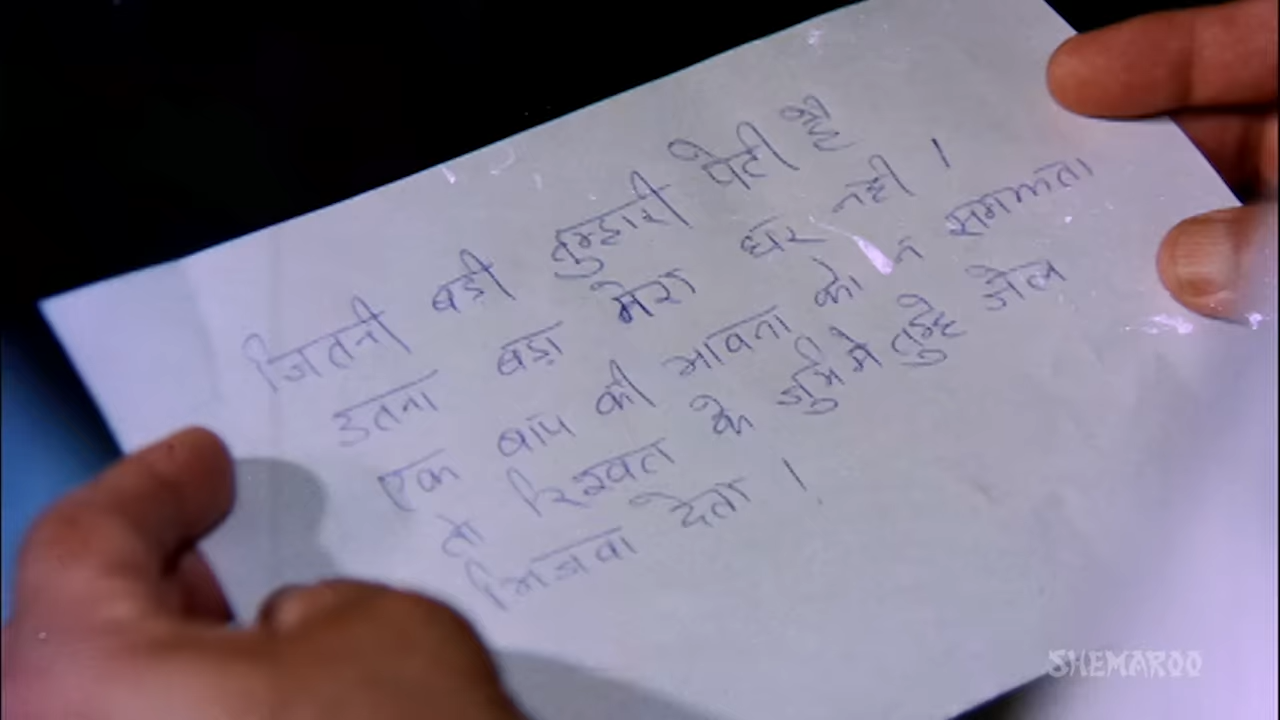 जितनी बडी तुम्हारी पेटी है
उतना बड़ा मेरा घर नही ।
एक बाप की भावना को न समझता
तो रिश्वत के जुर्म मे तुम्हे जेल
भिजवा देता !
SHEMAROO